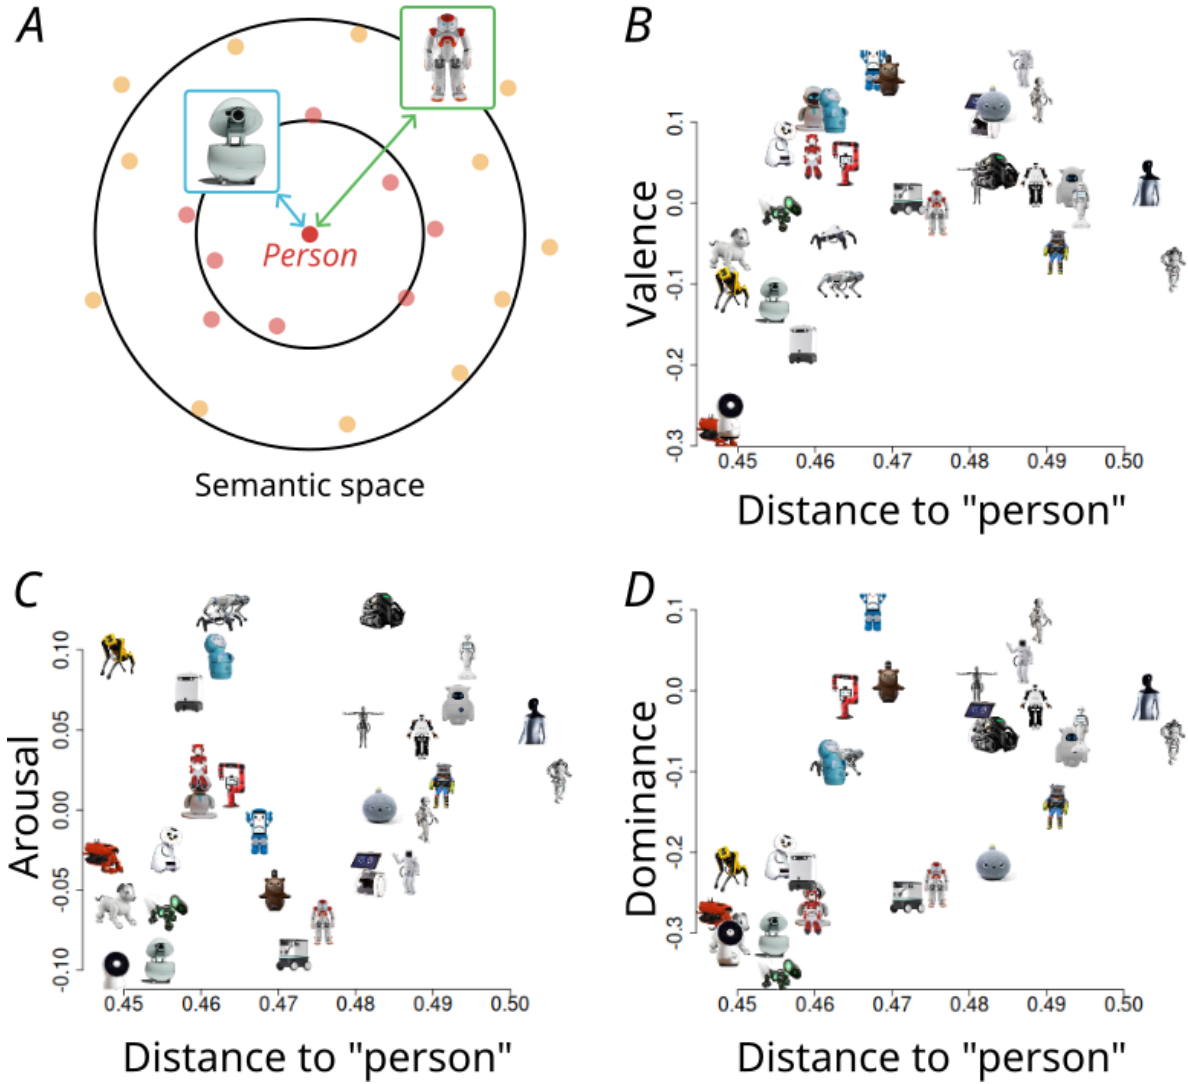 A
Person
Semantic space
B
Valence
0.1
0.0
-0.1
-0.2
-0.3
0.45
0.46
0.47
0.48
0.49
0.50
Distance to "person"
C
Arousal
0.10
0.05
0.00
-0.05
-0.10
0.45
0.46
0.47
0.48
0.49
0.50
Distance to "person"
D
Dominance
0.1
0.0
-0.1
-0.2
-0.3
0.45
0.46
0.47
0.48
0.49
0.50
Distance to "person"